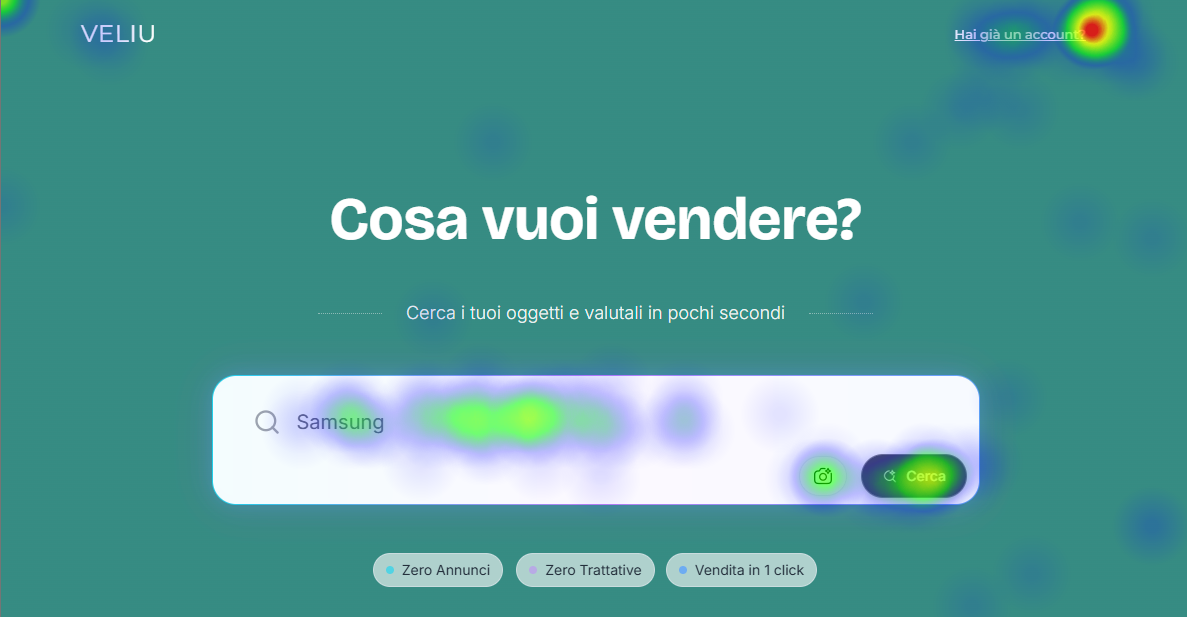 VELIU
Hai già un account?
Cosa vuoi vendere?
Cerca i tuoi oggetti e valutali in pochi secondi
Samsung
Cerca
Zero Annunci
Zero Trattative
Vendita in 1 click